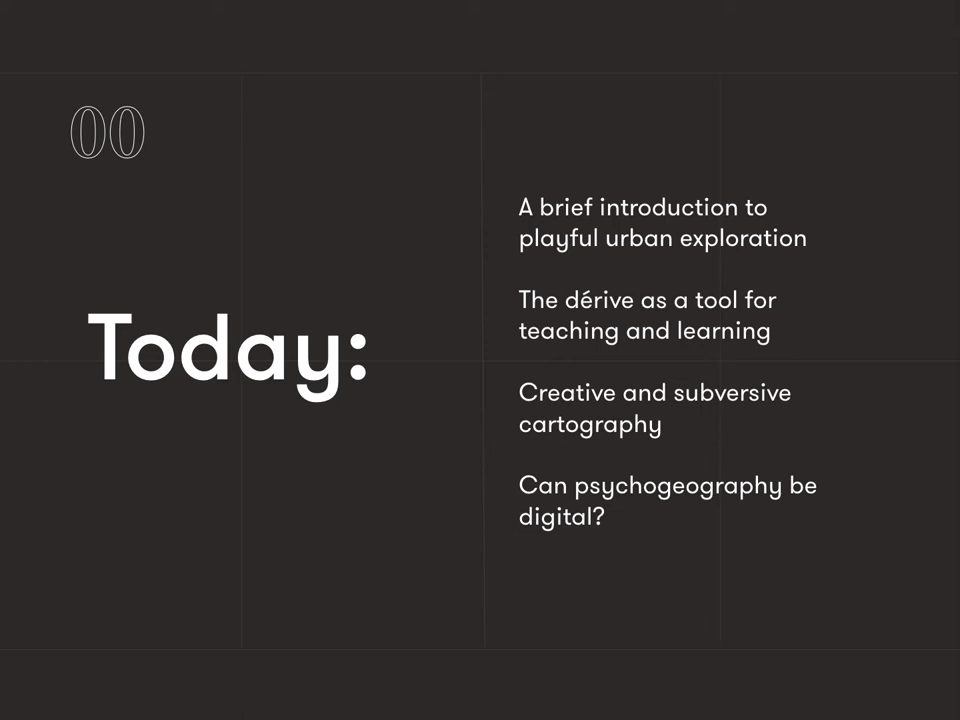 00
Today:
A brief introduction to
playful urban exploration
The dérive as a tool for
teaching and learning
Creative and subversive
cartography
Can psychogeography be
digital?